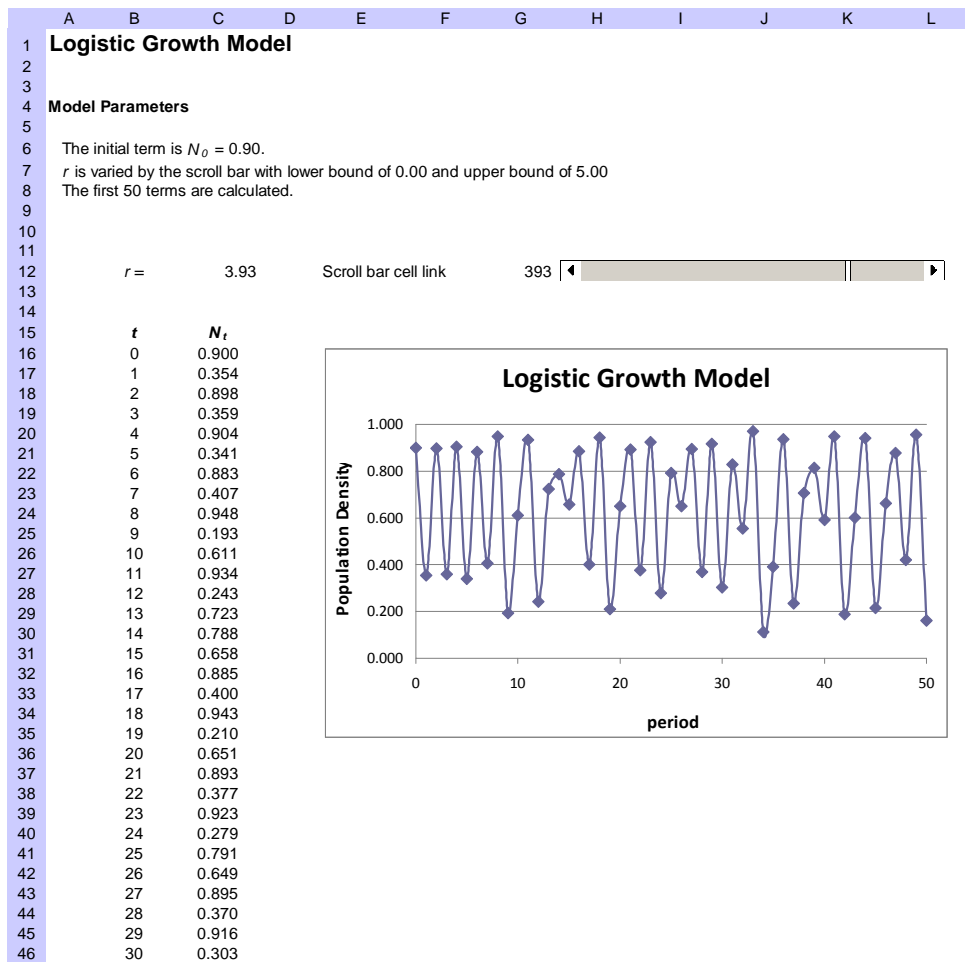 A B C D E F G H I J K L
1 Logistic Growth Model
2
3
4 Model Parameters
5
6 The initial term is N0 = 0.90.
7 r is varied by the scroll bar with lower bound of 0.00 and upper bound of 5.00
8 The first 50 terms are calculated.
9
10
11
12 r = 3.93 Scroll bar cell link 393
13
14
15 t Nt
16 0 0.900
17 1 0.354
18 2 0.898
19 3 0.359
20 4 0.904
21 5 0.341
22 6 0.883
23 7 0.407
24 8 0.948
25 9 0.193
26 10 0.611
27 11 0.934
28 12 0.243
29 13 0.723
30 14 0.788
31 15 0.658
32 16 0.885
33 17 0.400
34 18 0.943
35 19 0.210
36 20 0.651
37 21 0.893
38 22 0.377
39 23 0.923
40 24 0.279
41 25 0.791
42 26 0.649
43 27 0.895
44 28 0.370
45 29 0.916
46 30 0.303
Logistic Growth Model
Population Density
1.000
0.800
0.600
0.400
0.200
0.000
0 10 20 30 40 50
period